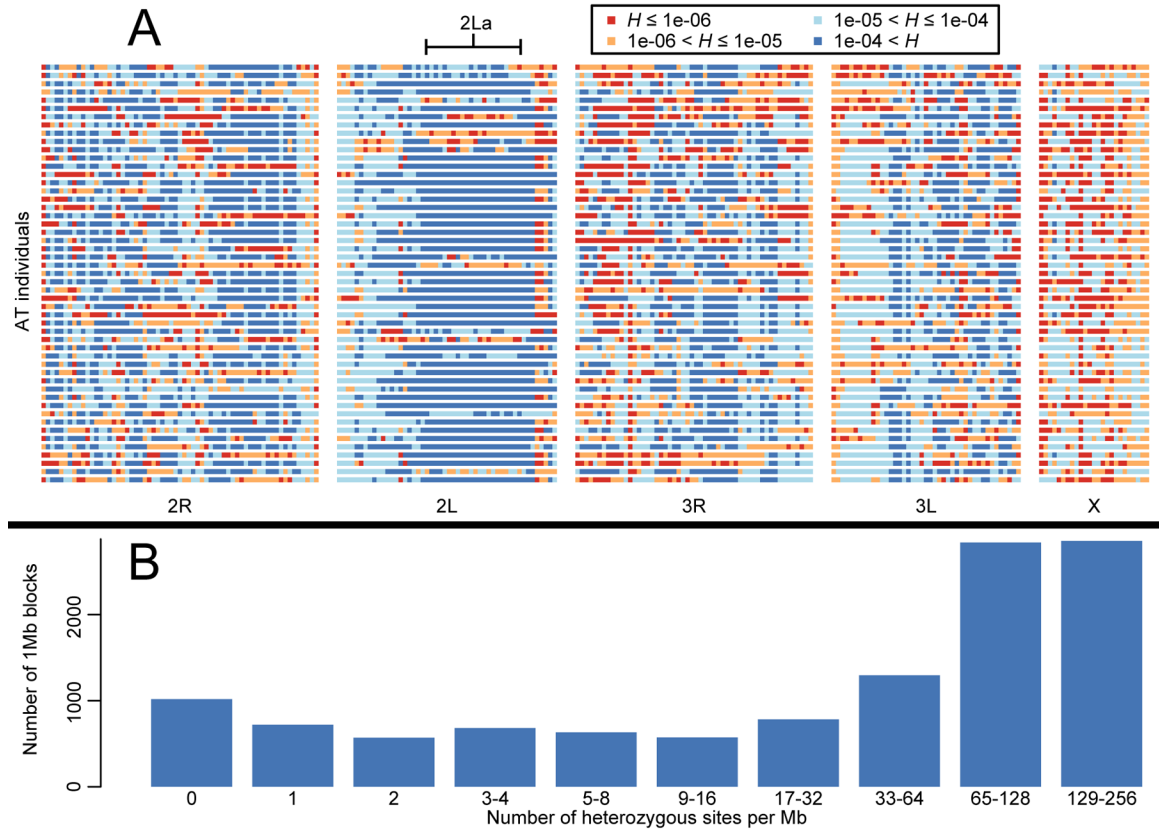 A
2La
H ≤ 1e-06
1e-06 < H ≤ 1e-05
1e-05 < H ≤ 1e-04
1e-04 < H
AT individuals
2R 2L 3R 3L X
B
Number of 1Mb blocks
2000
1000
0
0 1 2 3-4 5-8 9-16 17-32 33-64 65-128 129-256
Number of heterozygous sites per Mb